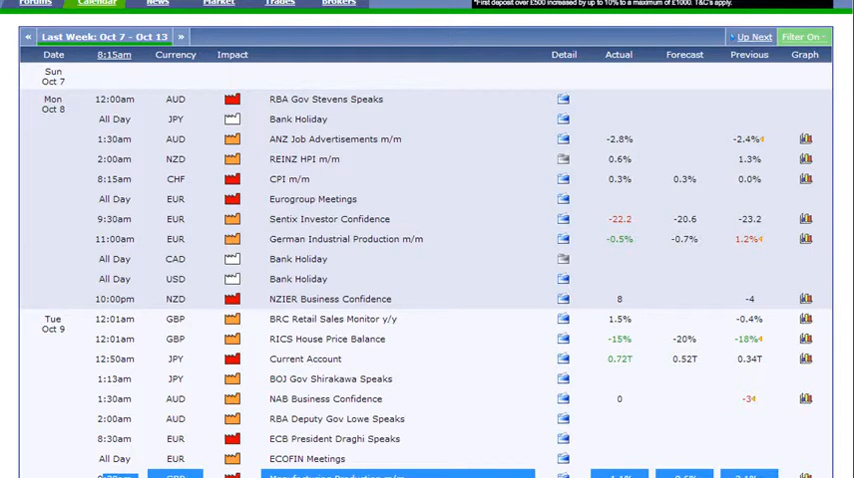 Forums Calendar News Market Trades Brokers
*First deposit over £500 increased by up to 10% to a maximum of £1000. T&C's apply.
« Last Week: Oct 7 - Oct 13 » Up Next Filter On
Date 8:15am Currency Impact Detail Actual Forecast Previous Graph
Sun
Oct 7
Mon
Oct 8
12:00am AUD RBA Gov Stevens Speaks
All Day JPY Bank Holiday
1:30am AUD ANZ Job Advertisements m/m -2.8% -2.4%
2:00am NZD REINZ HPI m/m 0.6% 1.3%
8:15am CHF CPI m/m 0.3% 0.3% 0.0%
All Day EUR Eurogroup Meetings
9:30am EUR Sentix Investor Confidence -22.2 -20.6 -23.2
11:00am EUR German Industrial Production m/m -0.5% -0.7% 1.2%
All Day CAD Bank Holiday
All Day USD Bank Holiday
10:00pm NZD NZIER Business Confidence 8 -4
Tue
Oct 9
12:01am GBP BRC Retail Sales Monitor y/y 1.5% -0.4%
12:01am GBP RICS House Price Balance -15% -20% -18%
12:50am JPY Current Account 0.72T 0.52T 0.34T
1:13am JPY BOJ Gov Shirakawa Speaks
1:30am AUD NAB Business Confidence 0 -3
2:00am AUD RBA Deputy Gov Lowe Speaks
8:30am EUR ECB President Draghi Speaks
All Day EUR ECOFIN Meetings
GBP Manufacturing Production m/m